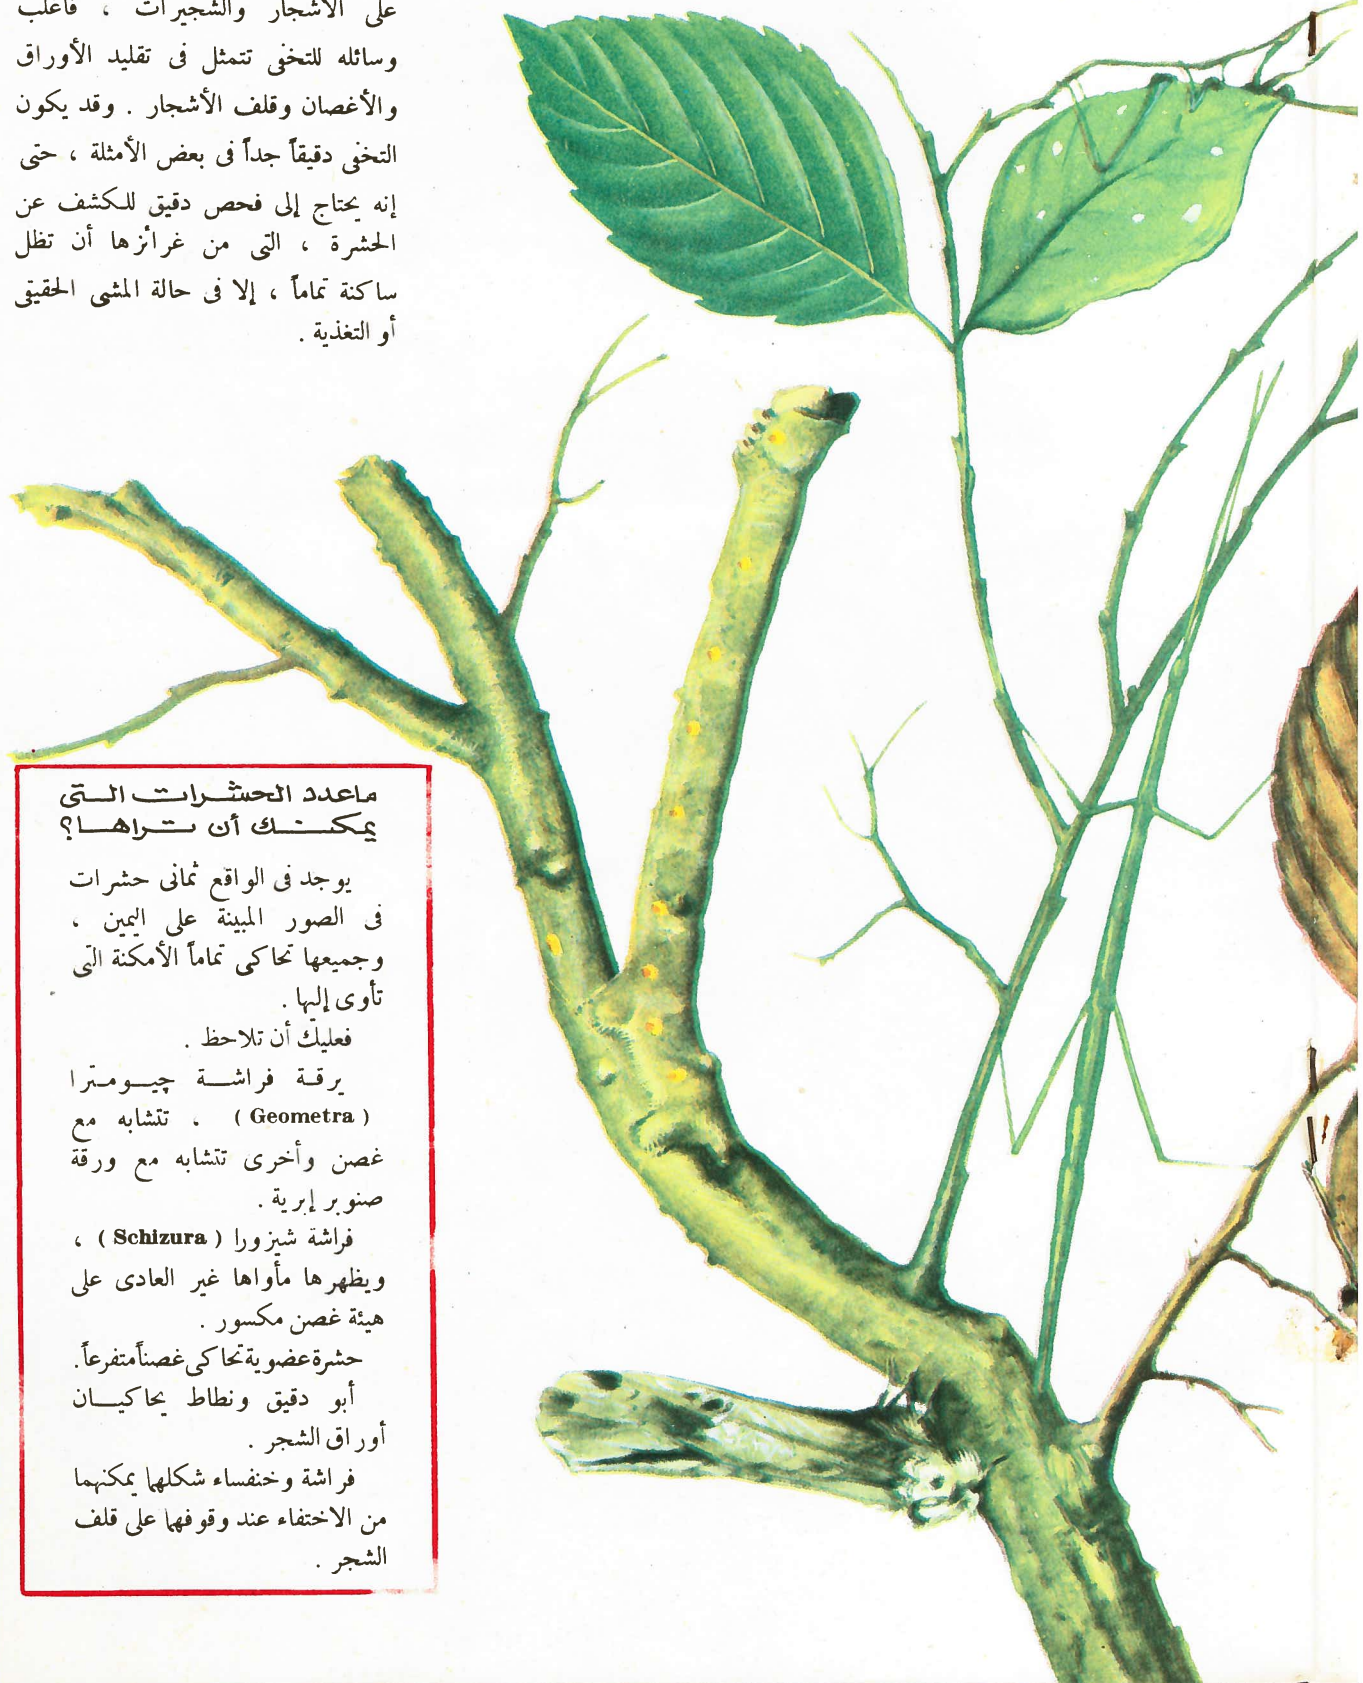 على الأشجار والشجيرات ، فأغلب
وسائله للتخفى تتمثل فى تقليد الأوراق
والأغصان وقلف الأشجار . وقد يكون
التخفى دقيقاً جداً فى بعض الأمثلة ، حتى
إنه يحتاج إلى فحص دقيق للكشف عن
الحشرة ، التى من غرائزها أن تظل
ساكنة تماماً ، إلا فى حالة المشى الحقيقى
أو التغذية .
ماعدد الحشرات التى
يمكنك أن تراها؟
يوجد فى الواقع ثمانى حشرات
فى الصور المبينة على اليمين ،
وجميعها تحاكى تماماً الأمكنة التى
تأوى إليها .
فعليك أن تلاحظ .
يرقة فراشة چيومترا
( Geometra ) ، تتشابه مع
غصن وأخرى تتشابه مع ورقة
صنوبر إبرية .
فراشة شيزورا ( Schizura ) ،
ويظهرها مأواها غير العادى على
هيئة غصن مكسور .
حشرة عضوية تحاكى غصناً متفرعاً .
أبو دقيق ونطاط يحاكيان
أوراق الشجر .
فراشة وخنفساء شكلهما يمكنهما
من الاختفاء عند وقوفهما على قلف
الشجر .